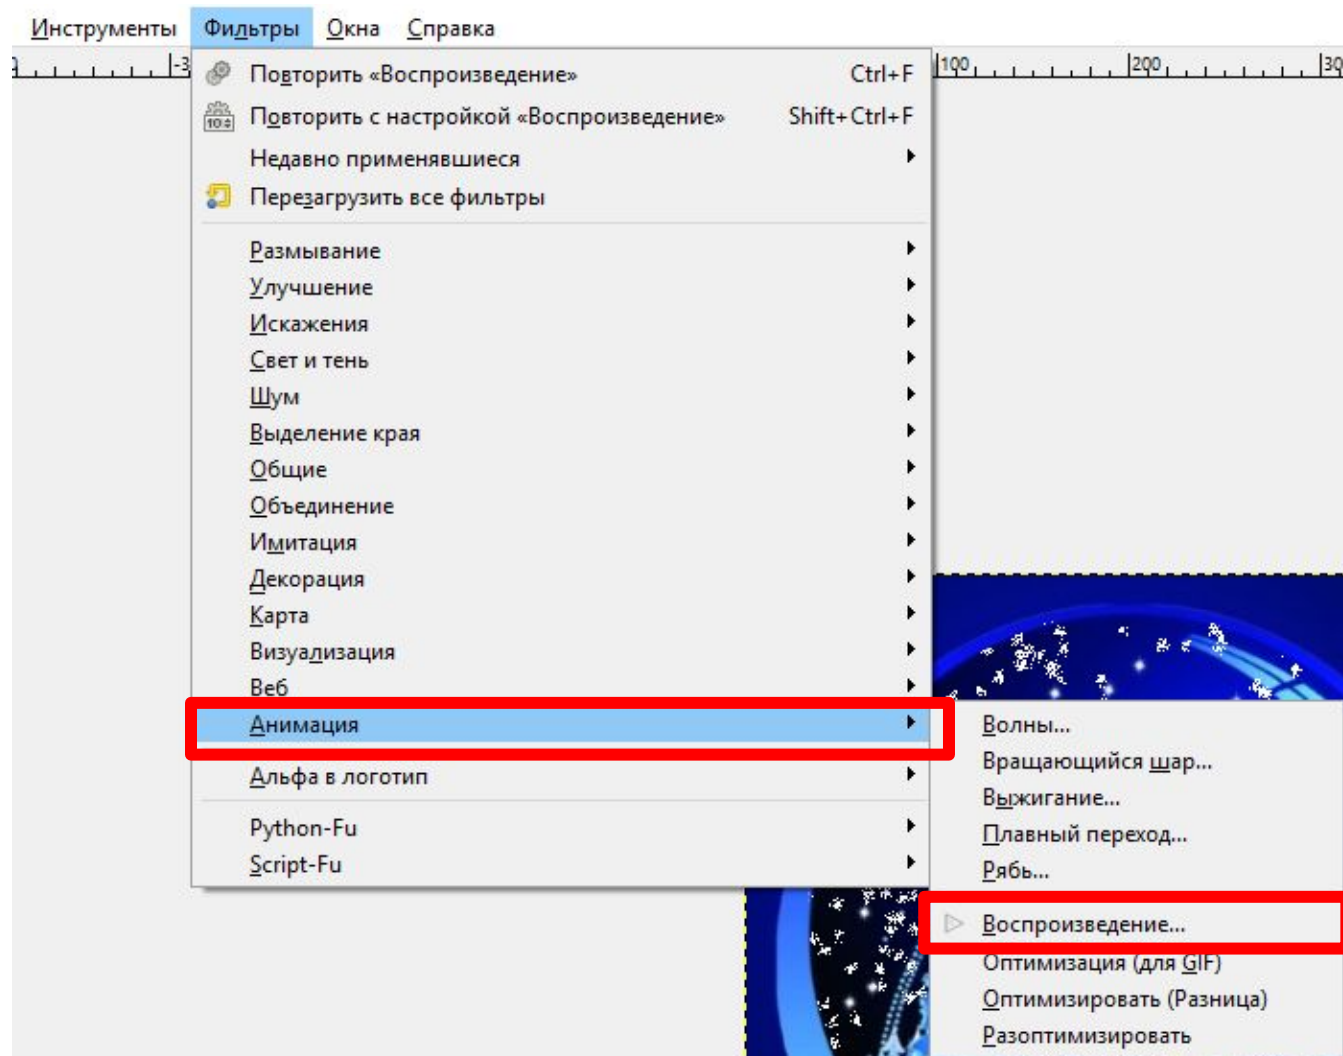 Инструменты Фильтры Окна Справка
100 200
Повторить «Воспроизведение» Ctrl+F
Повторить с настройкой «Воспроизведение» Shift+Ctrl+F
Недавно применявшиеся
Перезагрузить все фильтры
Размывание
Улучшение
Искажения
Свет и тень
Шум
Выделение края
Общие
Объединение
Имитация
Декорация
Карта
Визуализация
Веб
Анимация
Альфа в логотип
Python-Fu
Script-Fu
Волны...
Вращающийся шар...
Выжигание...
Плавный переход...
Рябь...
Воспроизведение...
Оптимизация (для GIF)
Оптимизировать (Разница)
Разоптимизировать